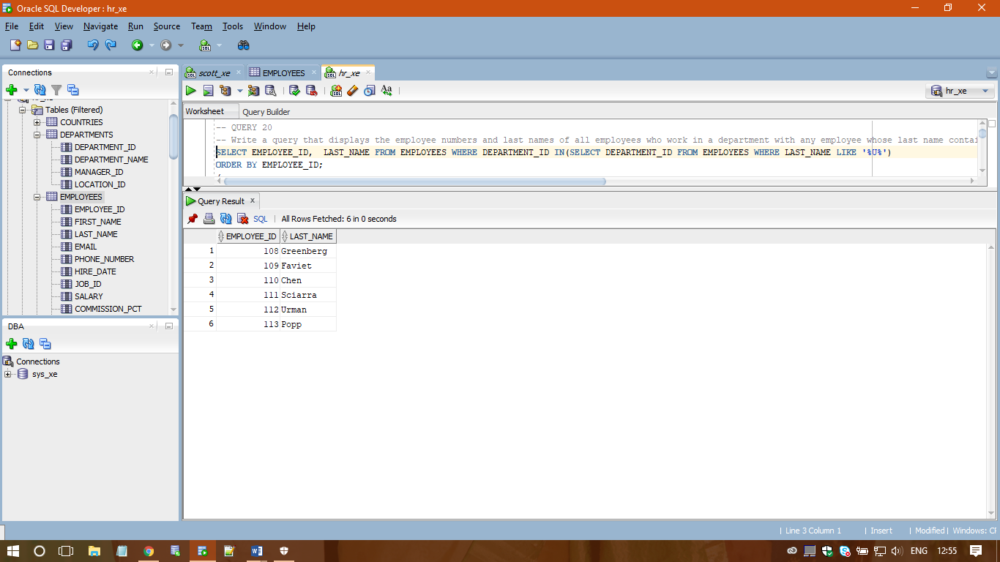 Oracle SQL Developer : hr_xe
File Edit View Navigate Run Source Team Tools Window Help
Connections
Tables (Filtered)
COUNTRIES
DEPARTMENTS
DEPARTMENT_ID
DEPARTMENT_NAME
MANAGER_ID
LOCATION_ID
EMPLOYEES
EMPLOYEE_ID
FIRST_NAME
LAST_NAME
EMAIL
PHONE_NUMBER
HIRE_DATE
JOB_ID
SALARY
COMMISSION_PCT
DBA
Connections
sys_xe
scott_xe EMPLOYEES hr_xe
hr_xe
Worksheet Query Builder
-- QUERY 20
-- Write a query that displays the employee numbers and last names of all employees who work in a department with any employee whose last name contai
SELECT EMPLOYEE_ID, LAST_NAME FROM EMPLOYEES WHERE DEPARTMENT_ID IN(SELECT DEPARTMENT_ID FROM EMPLOYEES WHERE LAST_NAME LIKE '%U%')
ORDER BY EMPLOYEE_ID;
Query Result x
SQL | All Rows Fetched: 6 in 0 seconds
EMPLOYEE_ID LAST_NAME
1 108 Greenberg
2 109 Faviet
3 110 Chen
4 111 Sciarra
5 112 Urman
6 113 Popp
| Line 3 Column 1 | Insert | Modified | Windows: CF
ENG 12:55